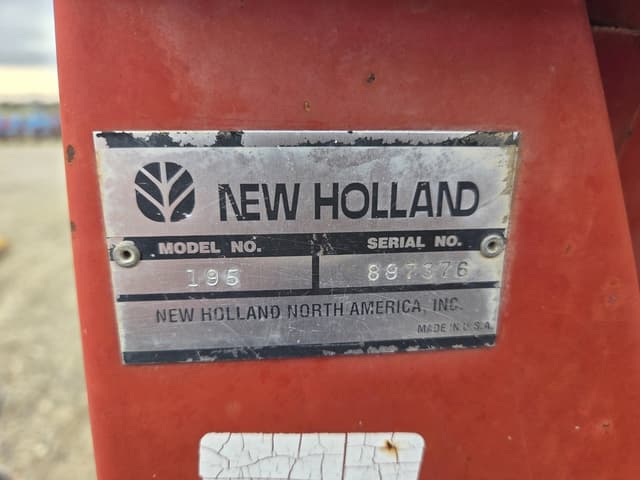 NEW HOLLAND
MODEL NO. SERIAL NO.
195 897376
NEW HOLLAND NORTH AMERICA, INC.
MADE IN U.S.A.